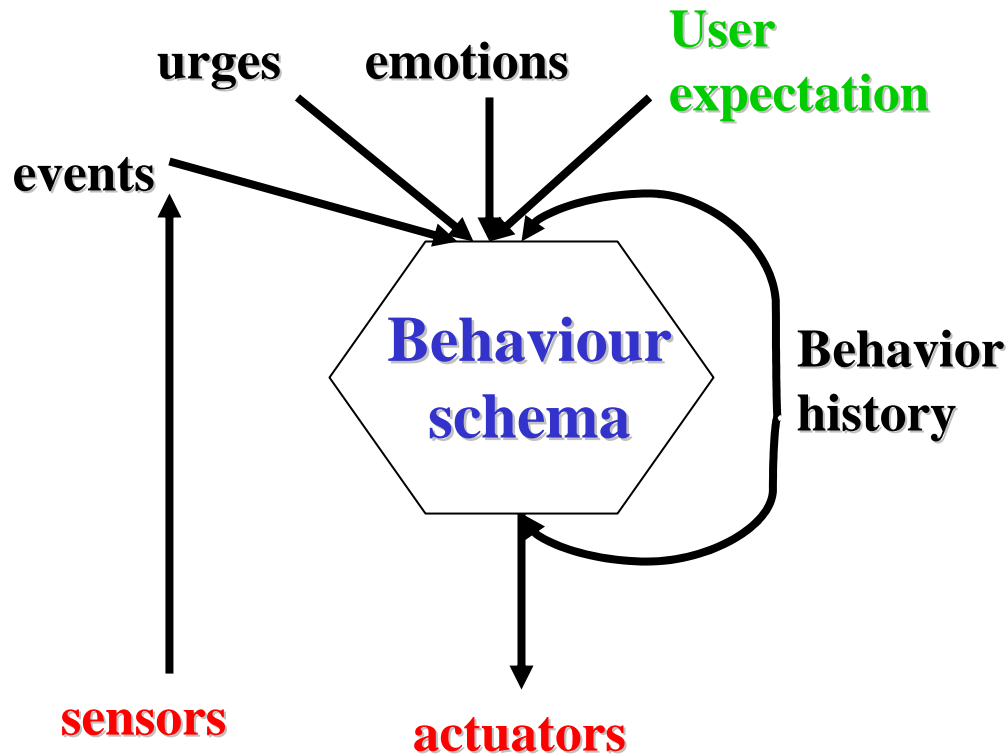 urges
emotions
User
expectation
events
Behaviour
schema
Behavior
history
sensors
actuators